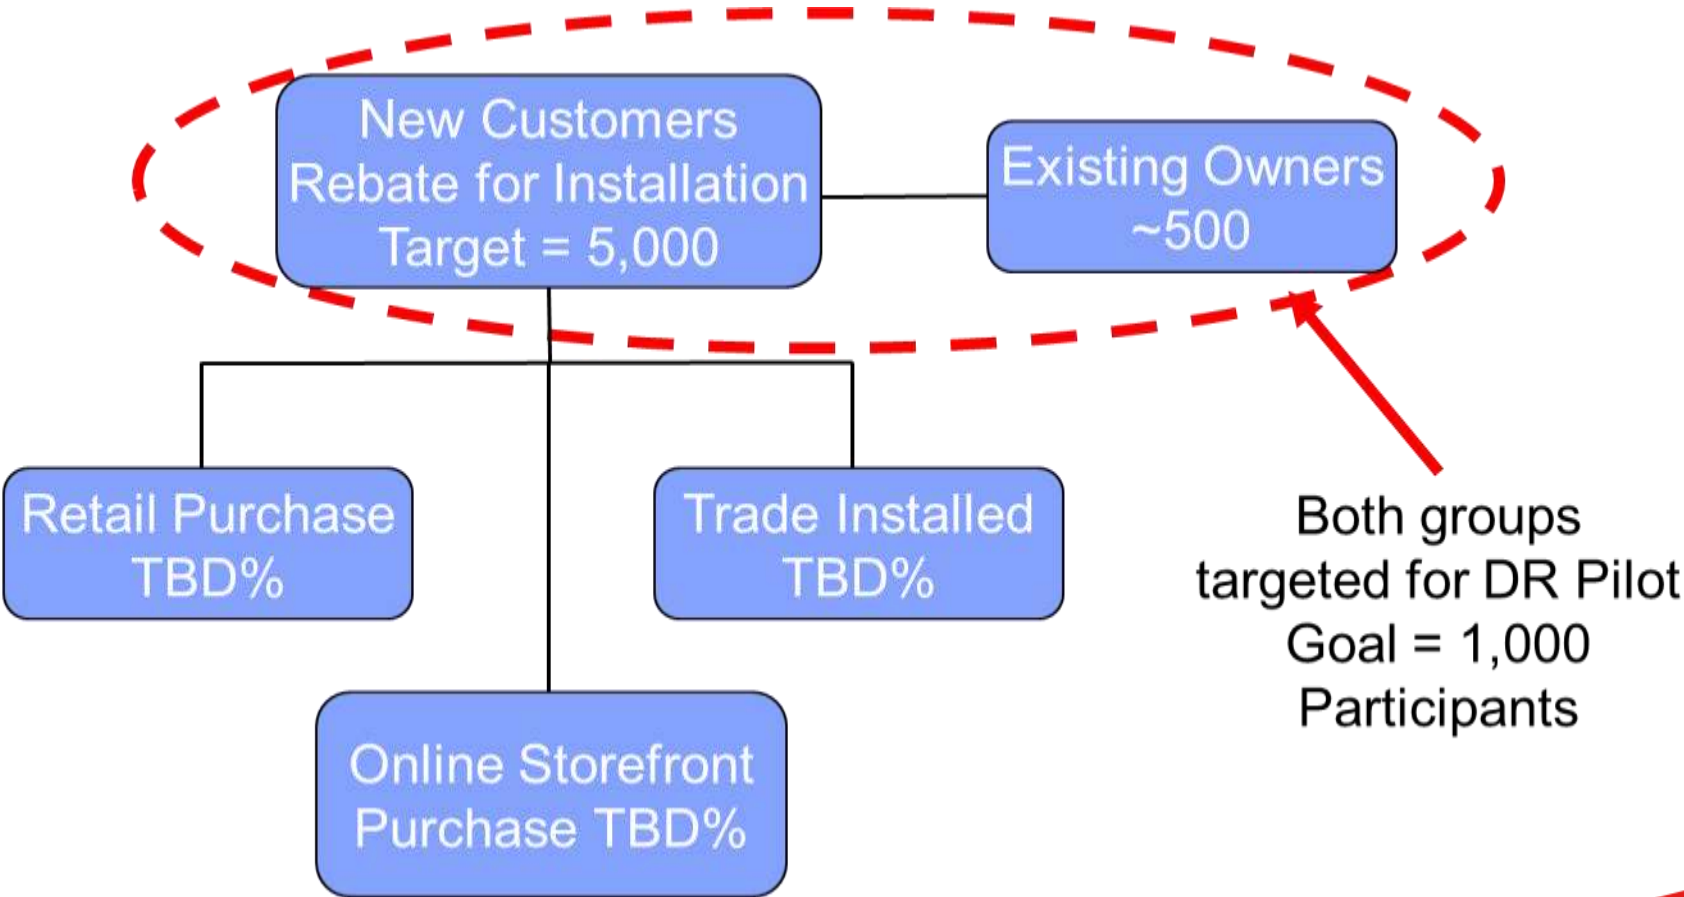 New Customers
Rebate for Installation
Target = 5,000
Existing Owners
~500
Retail Purchase
TBD%
Trade Installed
TBD%
Both groups
targeted for DR Pilot
Goal = 1,000
Participants
Online Storefront
Purchase TBD%